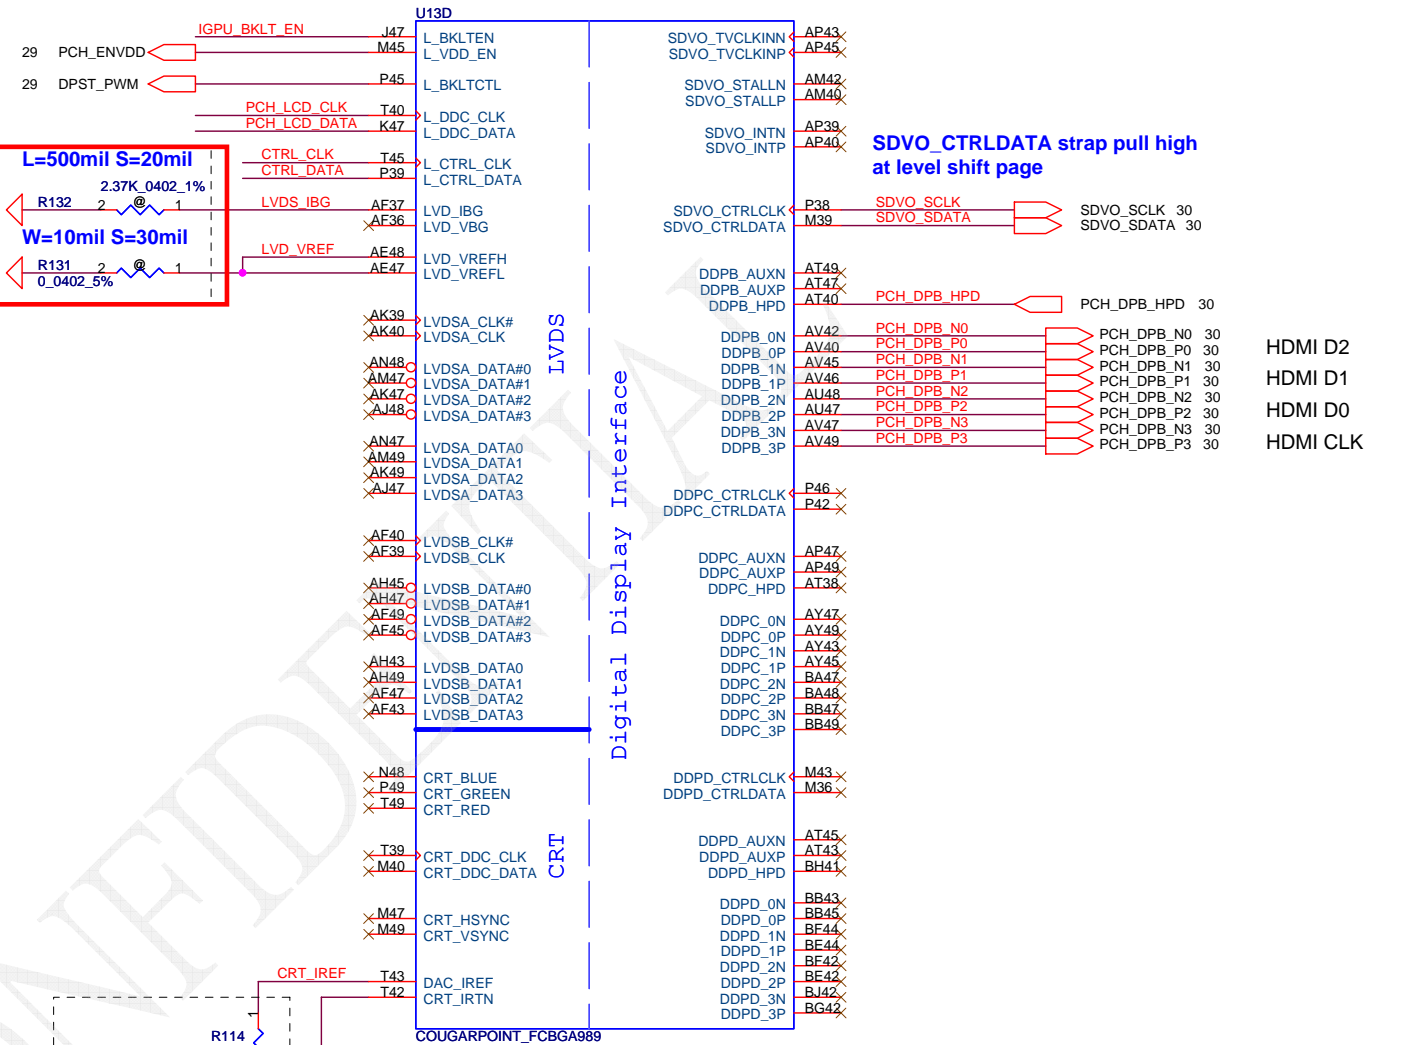 U13D
IGPU_BKLT_EN J47 L_BKLTEN
29 PCH_ENVDD M45 L_VDD_EN
29 DPST_PWM P45 L_BKLTCTL
PCH_LCD_CLK T40 L_DDC_CLK
PCH_LCD_DATA K47 L_DDC_DATA
L=500mil S=20mil
CTRL_CLK T45 L_CTRL_CLK
CTRL_DATA P39 L_CTRL_DATA
2.37K_0402_1%
R132 2 @ 1 LVDS_IBG AF37 LVD_IBG
AF36 LVD_VBG
W=10mil S=30mil
LVD_VREF AE48 LVD_VREFH
R131 2 @ 1 AE47 LVD_VREFL
0_0402_5%
AK39 LVDSA_CLK#
AK40 LVDSA_CLK
AN48 LVDSA_DATA#0
AM47 LVDSA_DATA#1
AK47 LVDSA_DATA#2
AJ48 LVDSA_DATA#3
AN47 LVDSA_DATA0
AM49 LVDSA_DATA1
AK49 LVDSA_DATA2
AJ47 LVDSA_DATA3
AF40 LVDSB_CLK#
AF39 LVDSB_CLK
AH45 LVDSB_DATA#0
AH47 LVDSB_DATA#1
AF49 LVDSB_DATA#2
AF45 LVDSB_DATA#3
AH43 LVDSB_DATA0
AH49 LVDSB_DATA1
AF47 LVDSB_DATA2
AF43 LVDSB_DATA3
N48 CRT_BLUE
P49 CRT_GREEN
T49 CRT_RED
T39 CRT_DDC_CLK
M40 CRT_DDC_DATA
M47 CRT_HSYNC
M49 CRT_VSYNC
CRT_IREF T43 DAC_IREF
T42 CRT_IRTN
1
R114
LVDS
CRT
Digital Display Interface
SDVO_TVCLKINN AP43
SDVO_TVCLKINP AP45
SDVO_STALLN AM42
SDVO_STALLP AM40
SDVO_INTN AP39
SDVO_INTP AP40
SDVO_CTRLDATA strap pull high
at level shift page
SDVO_CTRLCLK P38 SDVO_SCLK SDVO_SCLK 30
SDVO_CTRLDATA M39 SDVO_SDATA SDVO_SDATA 30
DDPB_AUXN AT49
DDPB_AUXP AT47
DDPB_HPD AT40 PCH_DPB_HPD PCH_DPB_HPD 30
DDPB_0N AV42 PCH_DPB_N0 PCH_DPB_N0 30
DDPB_0P AV40 PCH_DPB_P0 PCH_DPB_P0 30 HDMI D2
DDPB_1N AV45 PCH_DPB_N1 PCH_DPB_N1 30
DDPB_1P AV46 PCH_DPB_P1 PCH_DPB_P1 30 HDMI D1
DDPB_2N AU48 PCH_DPB_N2 PCH_DPB_N2 30
DDPB_2P AU47 PCH_DPB_P2 PCH_DPB_P2 30 HDMI D0
DDPB_3N AV47 PCH_DPB_N3 PCH_DPB_N3 30
DDPB_3P AV49 PCH_DPB_P3 PCH_DPB_P3 30 HDMI CLK
DDPC_CTRLCLK P46
DDPC_CTRLDATA P42
DDPC_AUXN AP47
DDPC_AUXP AP49
DDPC_HPD AT38
DDPC_0N AY47
DDPC_0P AY49
DDPC_1N AY43
DDPC_1P AY45
DDPC_2N BA47
DDPC_2P BA48
DDPC_3N BB47
DDPC_3P BB49
DDPD_CTRLCLK M43
DDPD_CTRLDATA M36
DDPD_AUXN AT45
DDPD_AUXP AT43
DDPD_HPD BH41
DDPD_0N BB43
DDPD_0P BB45
DDPD_1N BF44
DDPD_1P BE44
DDPD_2N BF42
DDPD_2P BE42
DDPD_3N BJ42
DDPD_3P BG42
COUGARPOINT_FCBGA989
NFIDENTIAL